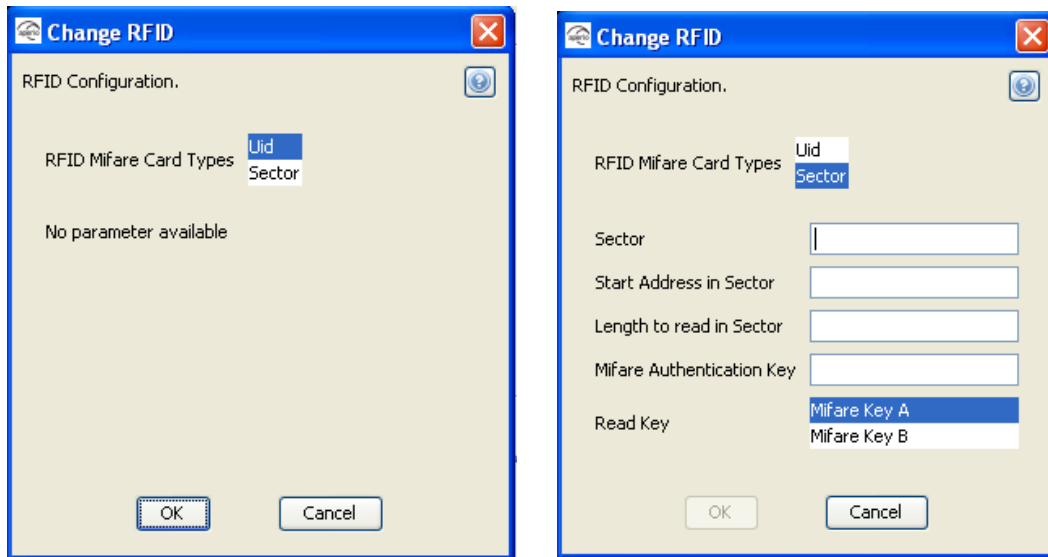 Change RFID
RFID Configuration.
RFID Mifare Card Types
Uid
Sector
No parameter available
OK
Cancel
Change RFID
RFID Configuration.
RFID Mifare Card Types
Uid
Sector
Sector
Start Address in Sector
Length to read in Sector
Mifare Authentication Key
Read Key
Mifare Key A
Mifare Key B
OK
Cancel